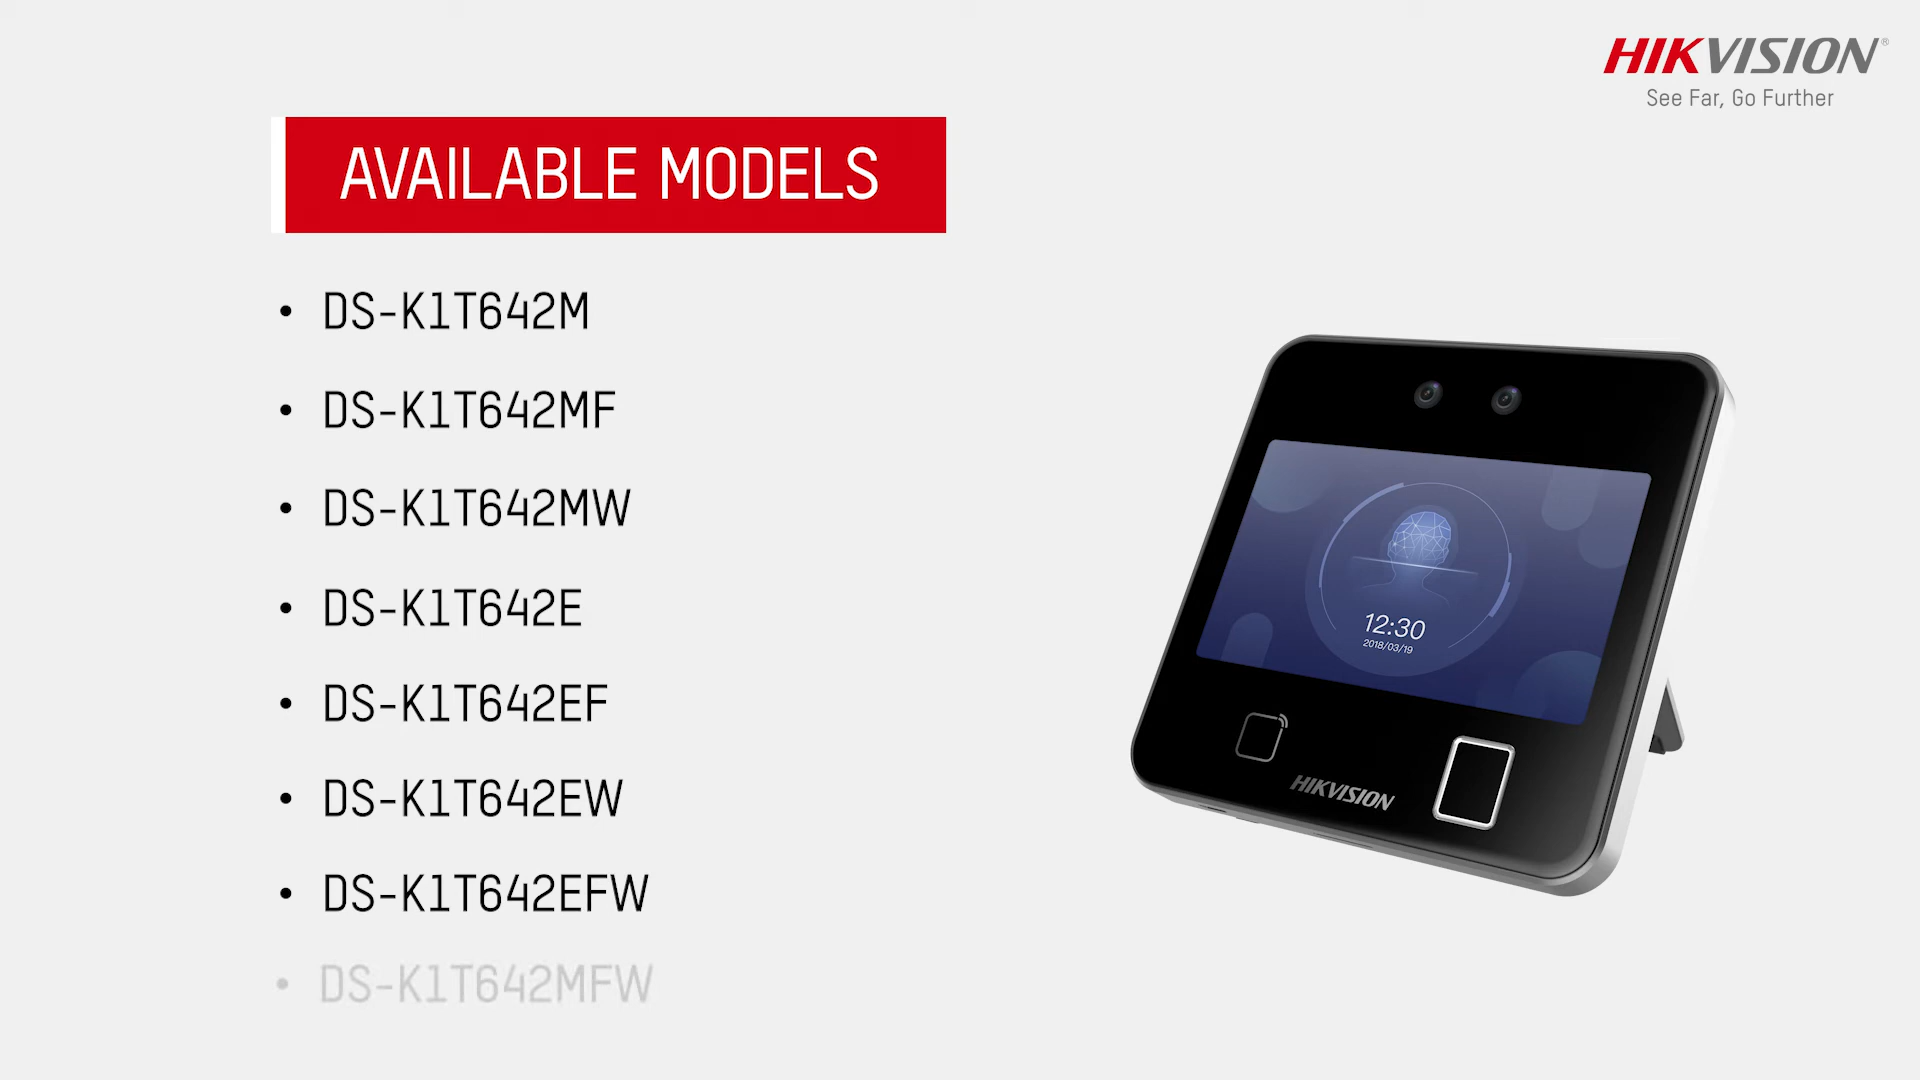 HIKVISION®
See Far, Go Further
AVAILABLE MODELS
• DS-K1T642M
• DS-K1T642MF
• DS-K1T642MW
• DS-K1T642E
• DS-K1T642EF
• DS-K1T642EW
• DS-K1T642EFW
• DS-K1T642MFW
12:30
2018/03/19
HIKVISION